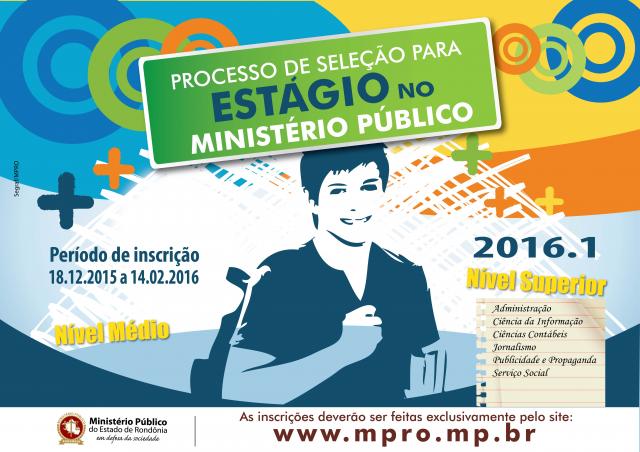 PROCESSO DE SELEÇÃO PARA
ESTÁGIO NO
MINISTÉRIO PÚBLICO
Segraf/MPRO
Período de inscrição
18.12.2015 a 14.02.2016
Nível Médio
2016.1
Nível Superior
Administração
Ciência da Informação
Ciências Contábeis
Jornalismo
Publicidade e Propaganda
Serviço Social
Ministério Público
do Estado de Rondônia
em defesa da sociedade
As inscrições deverão ser feitas exclusivamente pelo site:
www.mpro.mp.br